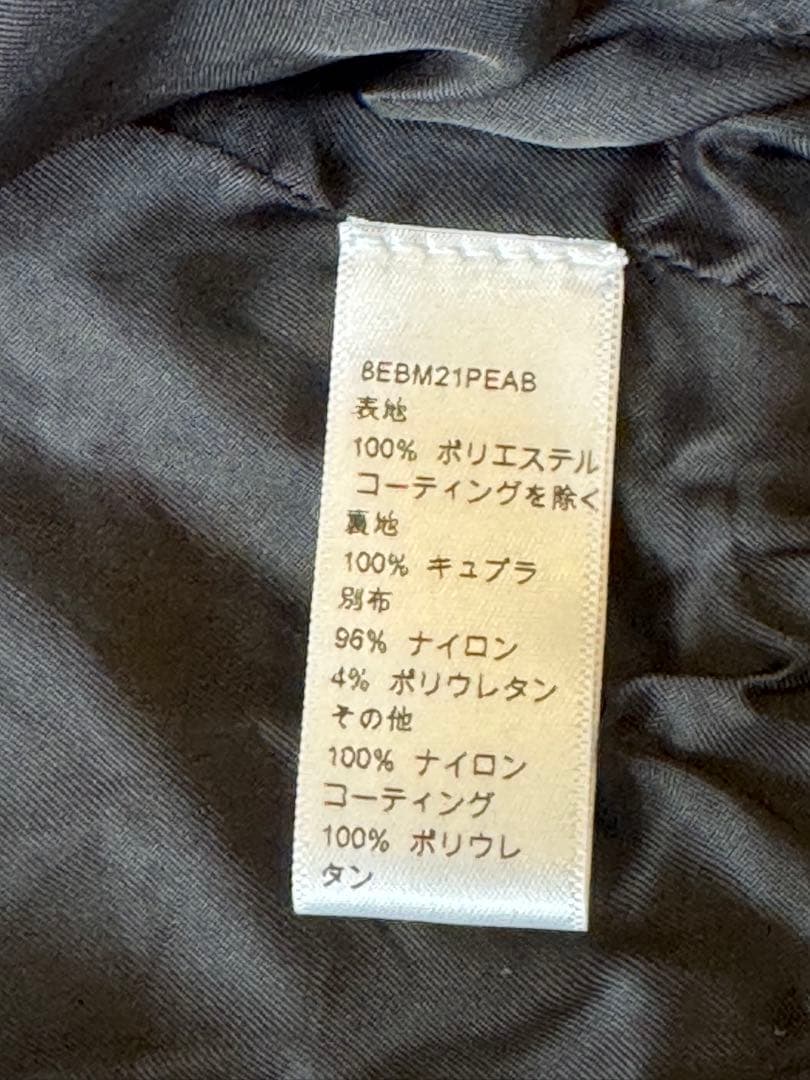 8EBM21PEAB
表地
100% ポリエステル
コーティングを除く
裏地
100% キュプラ
別布
96% ナイロン
4% ポリウレタン
その他
100% ナイロン
コーティング
100% ポリウレ
タン